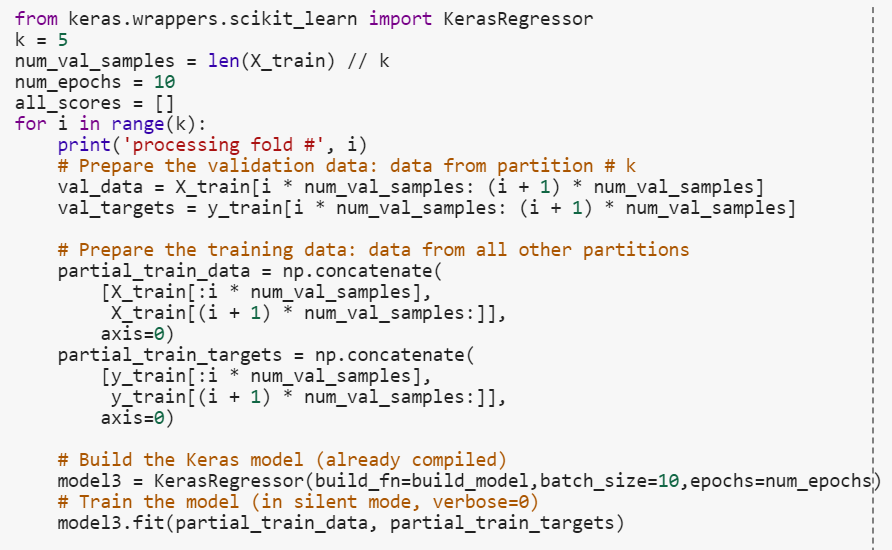 from keras.wrappers.scikit_learn import KerasRegressor
k = 5
num_val_samples = len(X_train) // k
num_epochs = 10
all_scores = []
for i in range(k):
    print('processing fold #', i)
    # Prepare the validation data: data from partition # k
    val_data = X_train[i * num_val_samples: (i + 1) * num_val_samples]
    val_targets = y_train[i * num_val_samples: (i + 1) * num_val_samples]

    # Prepare the training data: data from all other partitions
    partial_train_data = np.concatenate(
        [X_train[:i * num_val_samples],
         X_train[(i + 1) * num_val_samples:]],
        axis=0)
    partial_train_targets = np.concatenate(
        [y_train[:i * num_val_samples],
         y_train[(i + 1) * num_val_samples:]],
        axis=0)

    # Build the Keras model (already compiled)
    model3 = KerasRegressor(build_fn=build_model,batch_size=10,epochs=num_epochs)
    # Train the model (in silent mode, verbose=0)
    model3.fit(partial_train_data, partial_train_targets)